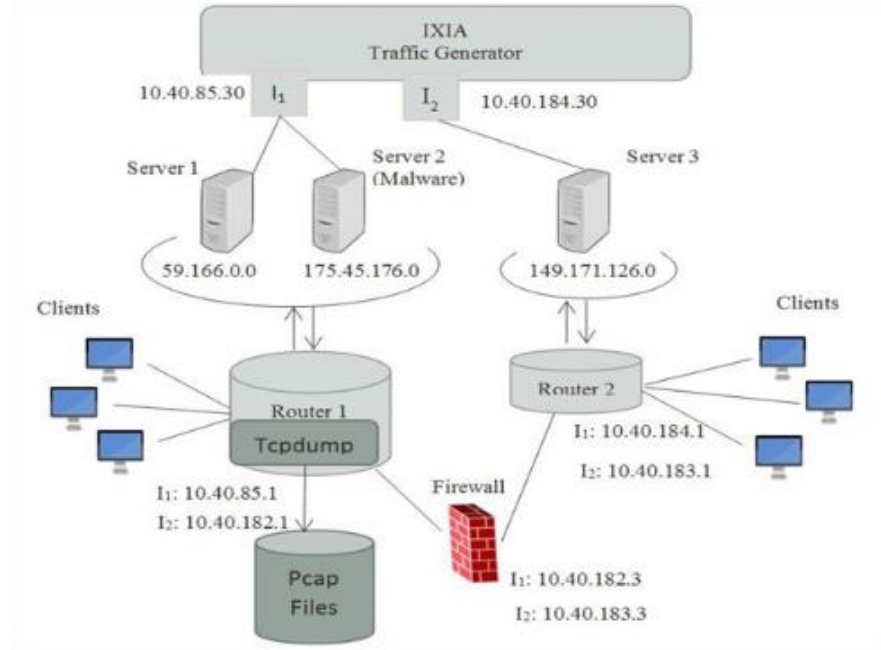 IXIA
Traffic Generator
10.40.85.30
I₁
I₂
10.40.184.30
Server 1
Server 2
(Malware)
Server 3
59.166.0.0
175.45.176.0
149.171.126.0
Clients
Clients
Router 1
Tcpdump
Router 2
I₁: 10.40.184.1
I₂: 10.40.183.1
I₁: 10.40.85.1
I₂: 10.40.182.1
Firewall
Pcap
Files
I₁: 10.40.182.3
I₂: 10.40.183.3